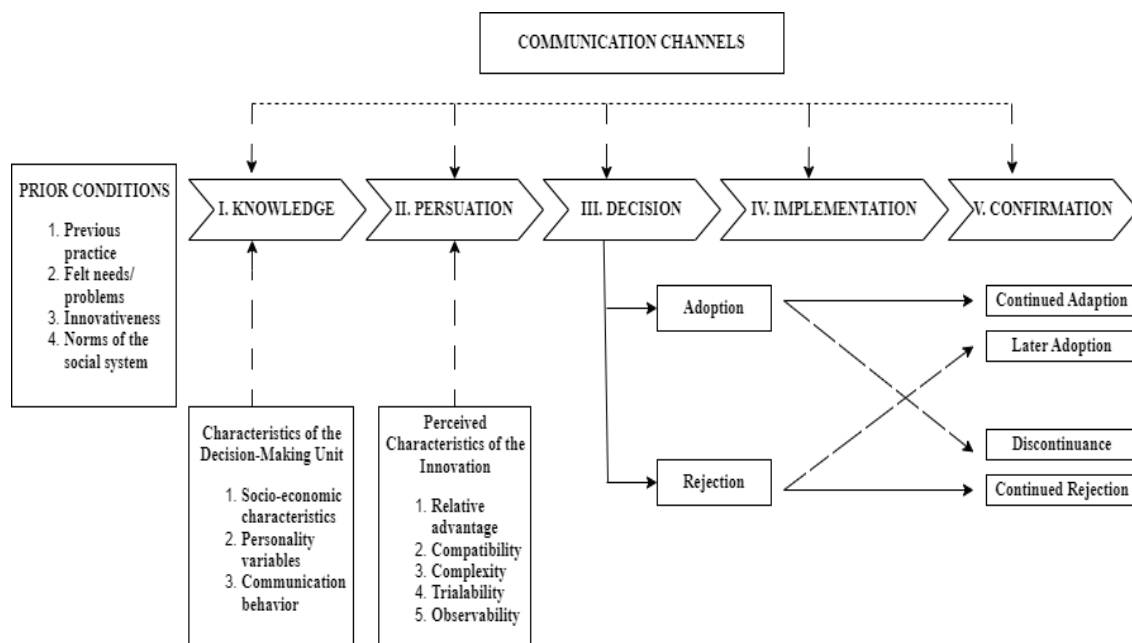 COMMUNICATION CHANNELS
PRIOR CONDITIONS
1. Previous
practice
2. Felt needs/
problems
3. Innovativeness
4. Norms of the
social system
I. KNOWLEDGE
II. PERSUATION
III. DECISION
IV. IMPLEMENTATION
V. CONFIRMATION
Adoption
Rejection
Continued Adaption
Later Adoption
Discontinuance
Continued Rejection
Characteristics of the
Decision-Making Unit
1. Socio-economic
characteristics
2. Personality
variables
3. Communication
behavior
Perceived
Characteristics of the
Innovation
1. Relative
advantage
2. Compatibility
3. Complexity
4. Trialability
5. Observability